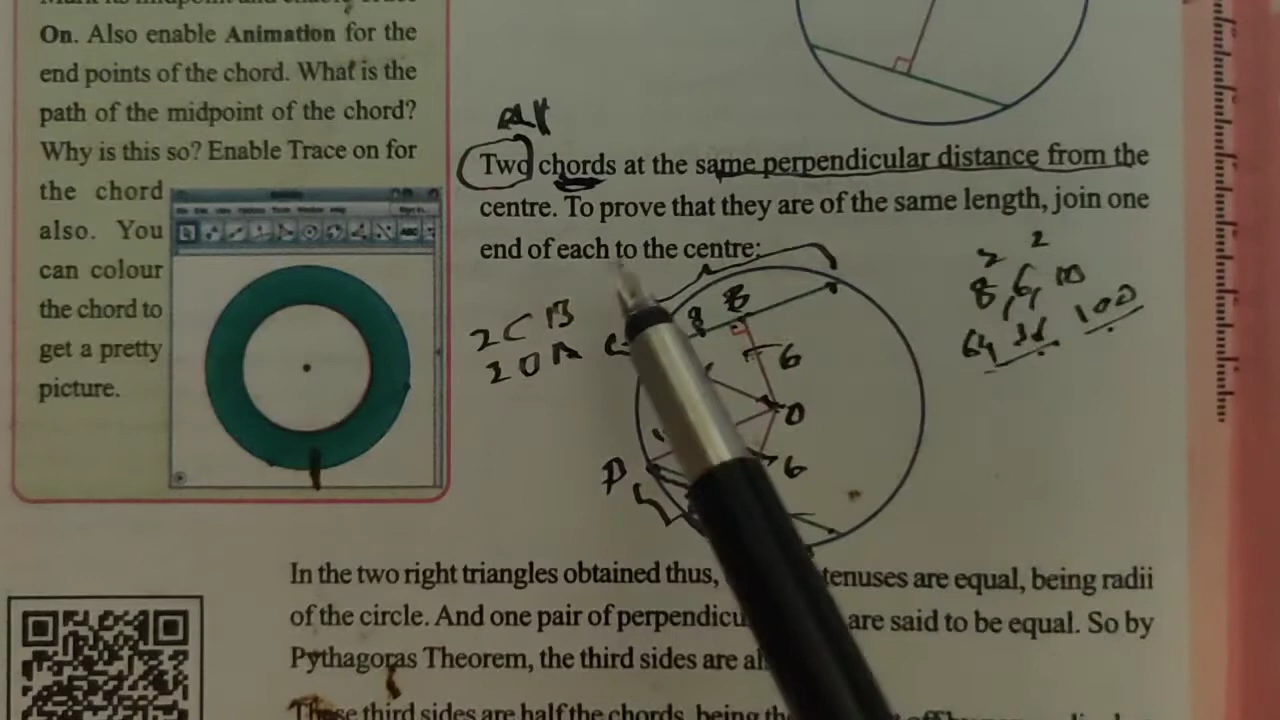 On. Also enable Animation for the
end points of the chord. What is the
path of the midpoint of the chord?
Why is this so? Enable Trace on for
the chord
also. You
can colour
the chord to
get a pretty
picture.
Two chords at the same perpendicular distance from the
centre. To prove that they are of the same length, join one
end of each to the centre:
2CB
8, 6, 10
64 36 100
8
B
6
O
6
P
In the two right triangles obtained thus, tenuses are equal, being radii
of the circle. And one pair of perpendicu are said to be equal. So by
Pythagoras Theorem, the third sides are al
These third sides are half the chords, being the